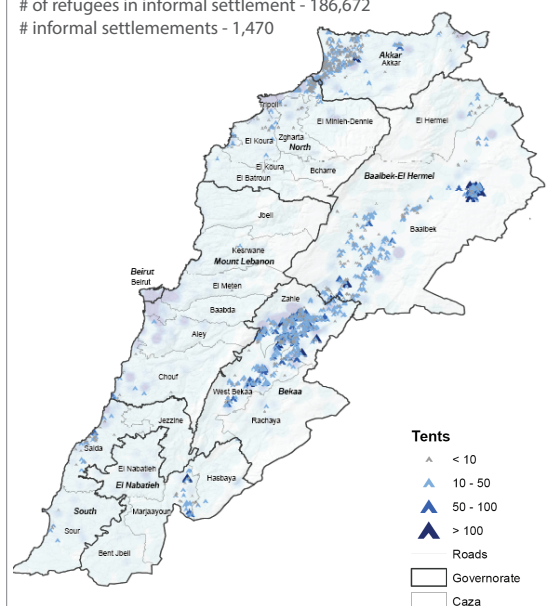 # of refugees in informal settlement - 186,672
# informal settlemements - 1,470
Akkar
Akkar
Tripoli
El Minieh-Dennie
El Hermel
Zgharta
El Koura
North
El Koura
Bcharre
El Batroun
Baalbek-El Hermel
Jbeil
Baalbek
Kesrwane
Mount Lebanon
Beirut
Beirut
El Meten
Zahle
Baabda
Aley
Chouf
West Bekaa
Bekaa
Jezzine
Rachaya
Saida
El Nabatieh
Hasbaya
El Nabatieh
South
Marjaayoun
Sour
Bent Jbeil
Tents
< 10
10 - 50
50 - 100
> 100
Roads
Governorate
Caza